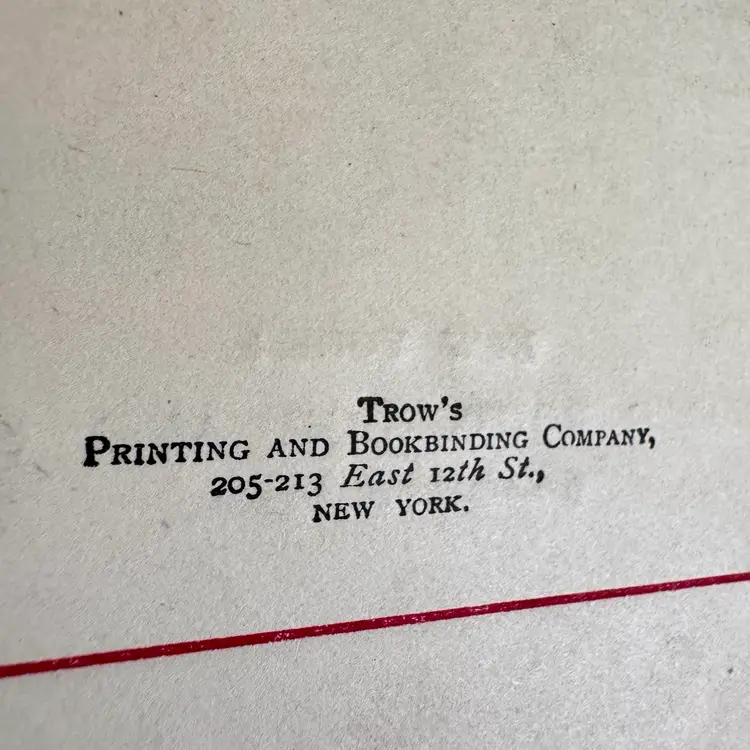 Trow's
Printing and Bookbinding Company,
205-213 East 12th St.,
NEW YORK.